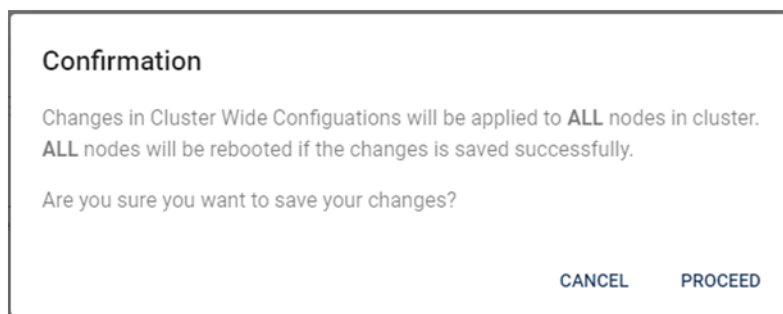 Confirmation
Changes in Cluster Wide Configuations will be applied to ALL nodes in cluster.
ALL nodes will be rebooted if the changes is saved successfully.
Are you sure you want to save your changes?
CANCEL PROCEED